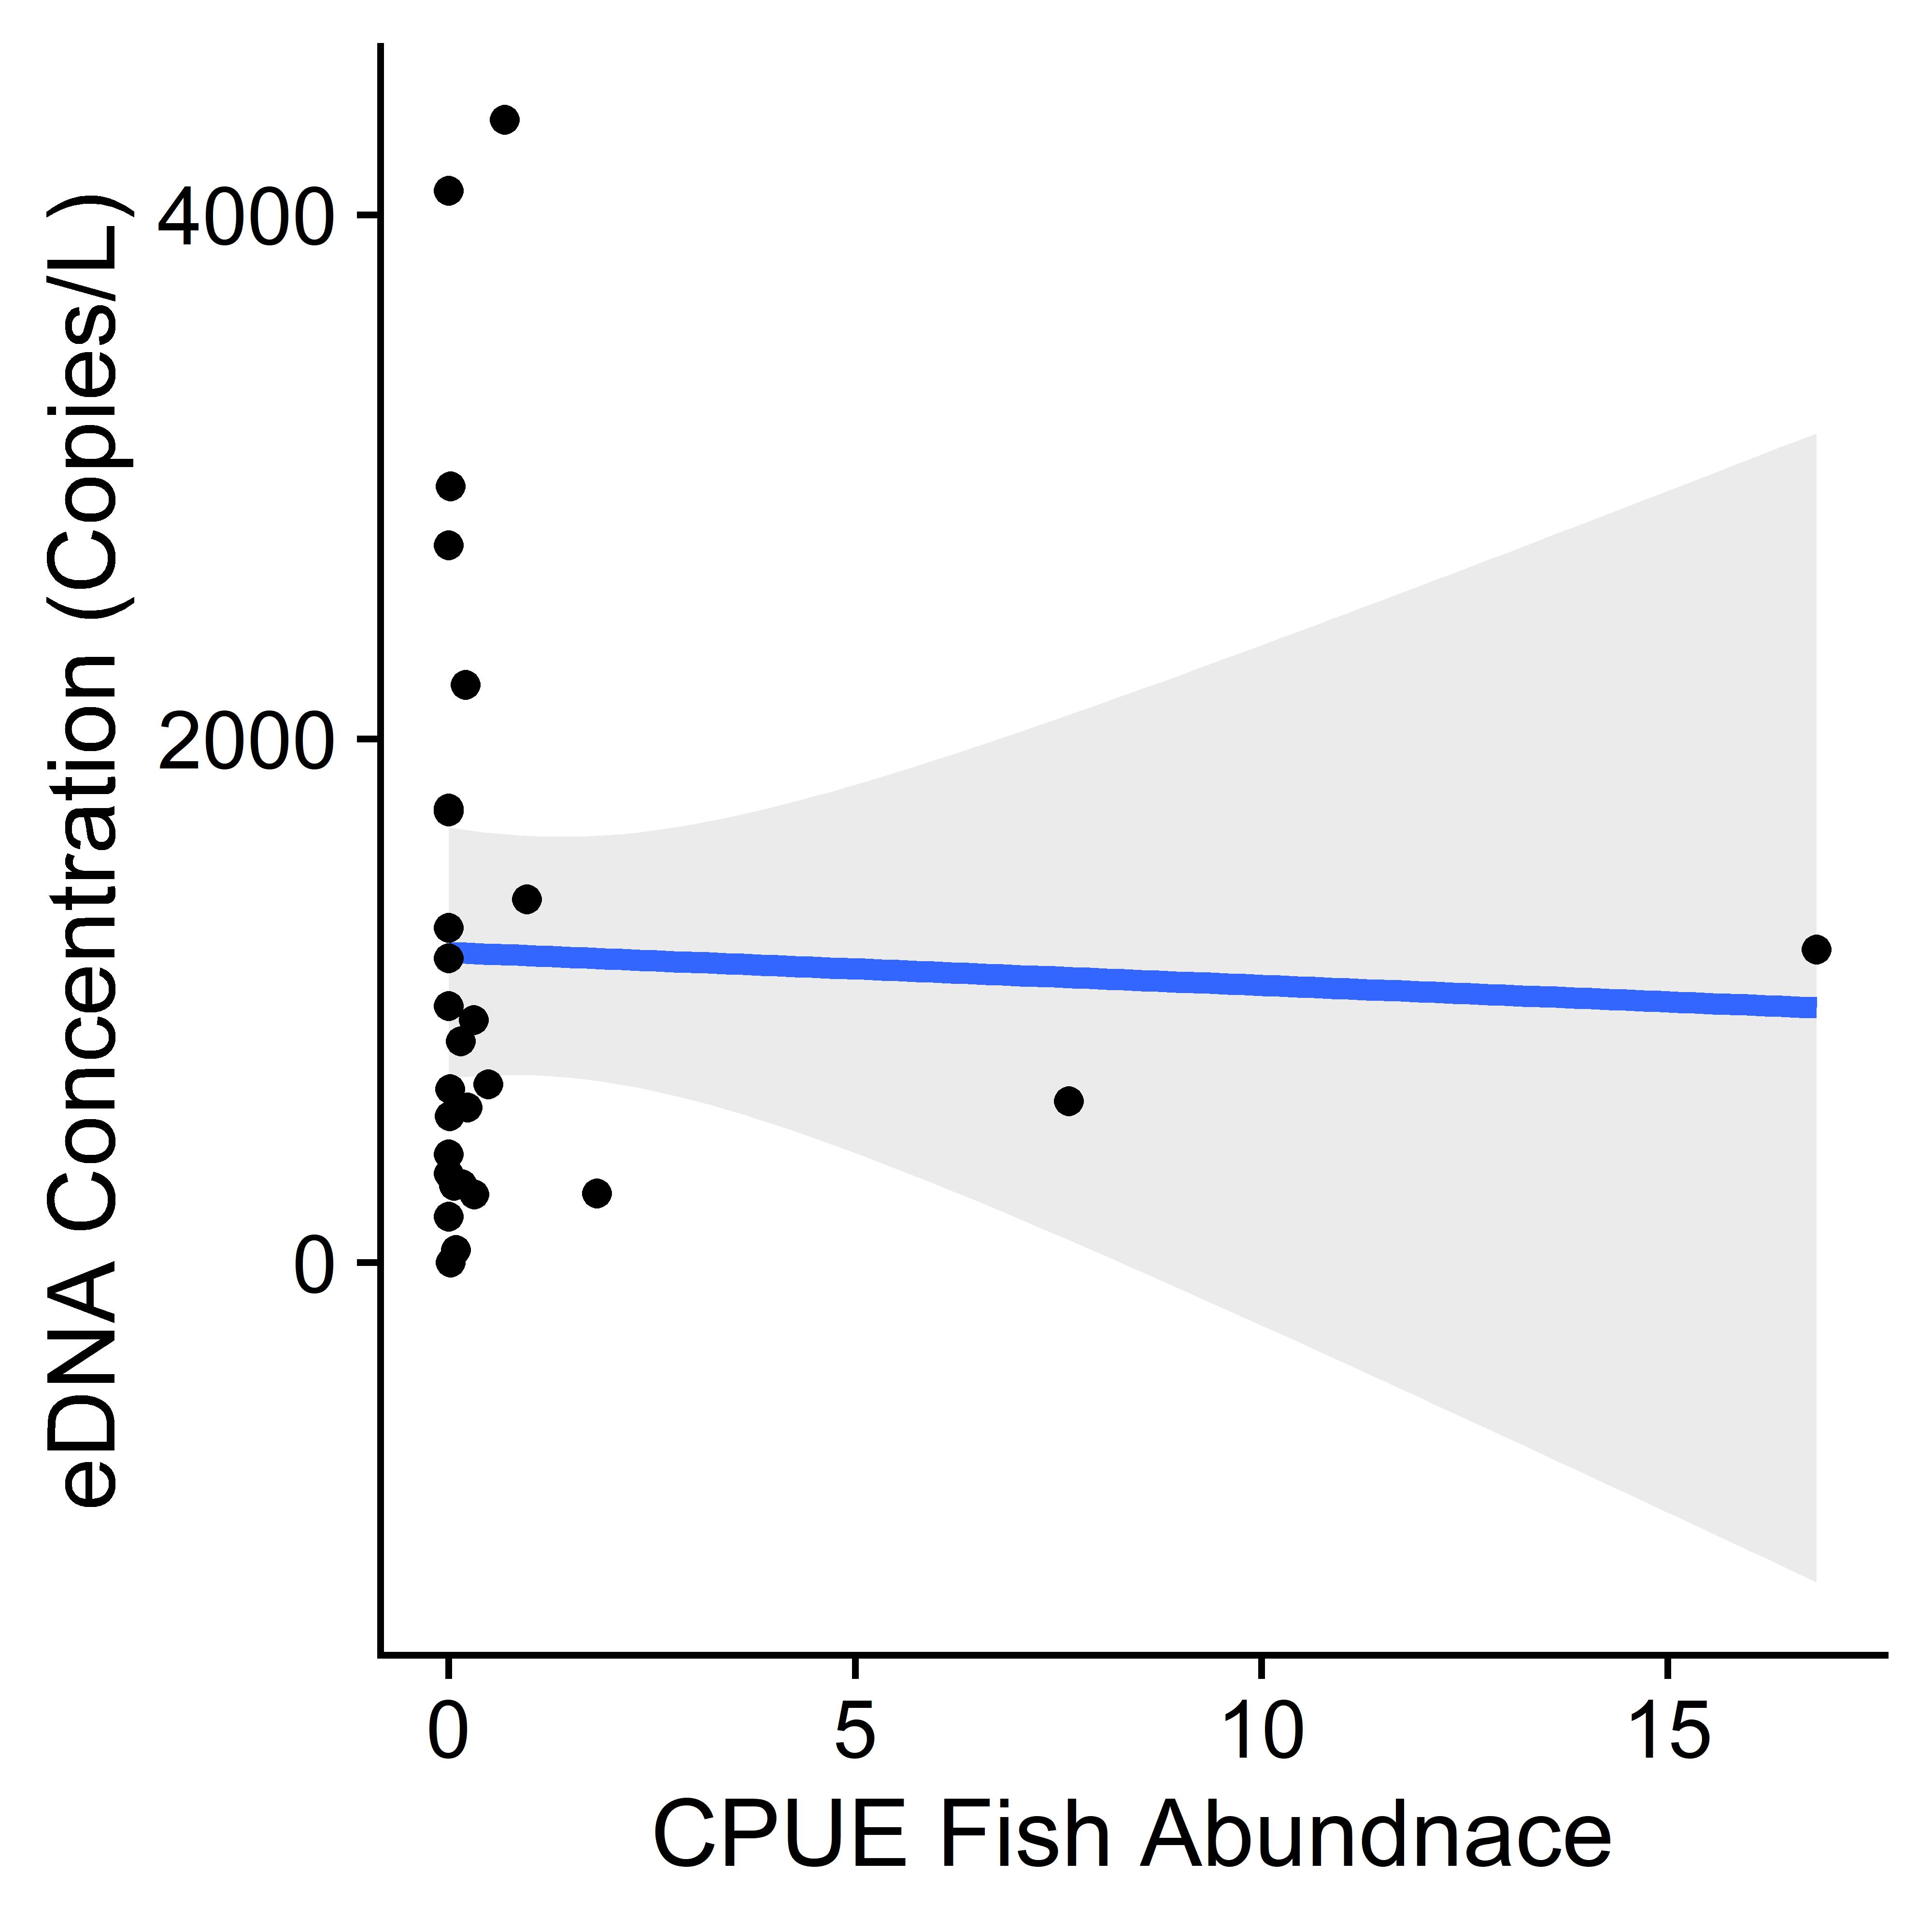 eDNA Concentration (Copies/L)
4000
2000
0
0 5 10 15
CPUE Fish Abundnace